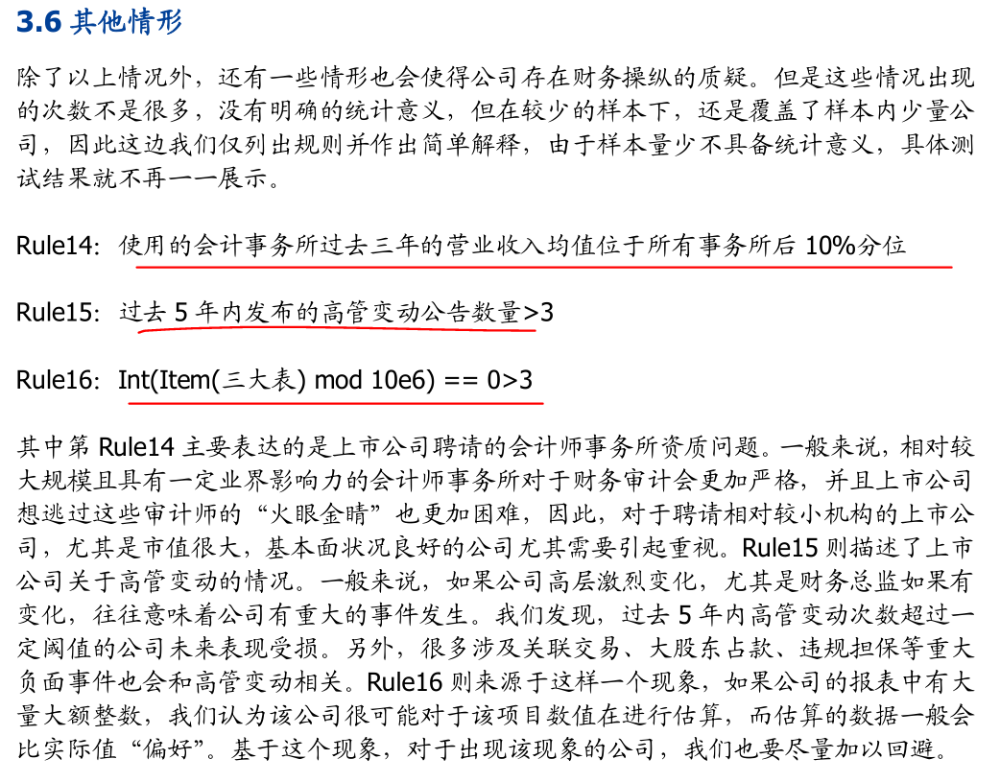 3.6 其他情形
除了以上情况外，还有一些情形也会使得公司存在财务操纵的质疑。但是这些情况出现
的次数不是很多，没有明确的统计意义，但在较少的样本下，还是覆盖了样本内少量公
司，因此这边我们仅列出规则并作出简单解释，由于样本量少不具备统计意义，具体测
试结果就不再一一展示。
Rule14：使用的会计事务所过去三年的营业收入均值位于所有事务所后 10%分位
Rule15：过去 5 年内发布的高管变动公告数量>3
Rule16：Int(Item(三大表) mod 10e6) == 0>3
其中第 Rule14 主要表达的是上市公司聘请的会计师事务所资质问题。一般来说，相对较
大规模且具有一定业界影响力的会计师事务所对于财务审计会更加严格，并且上市公司
想逃过这些审计师的“火眼金睛”也更加困难，因此，对于聘请相对较小机构的上市公
司，尤其是市值很大，基本面状况良好的公司尤其需要引起重视。Rule15 则描述了上市
公司关于高管变动的情况。一般来说，如果公司高层激烈变化，尤其是财务总监如果有
变化，往往意味着公司有重大的事件发生。我们发现，过去 5 年内高管变动次数超过一
定阈值的公司未来表现受损。另外，很多涉及关联交易、大股东占款、违规担保等重大
负面事件也会和高管变动相关。Rule16 则来源于这样一个现象，如果公司的报表中有大
量大额整数，我们认为该公司很可能对于该项目数值在进行估算，而估算的数据一般会
比实际值“偏好”。基于这个现象，对于出现该现象的公司，我们也要尽量加以回避。